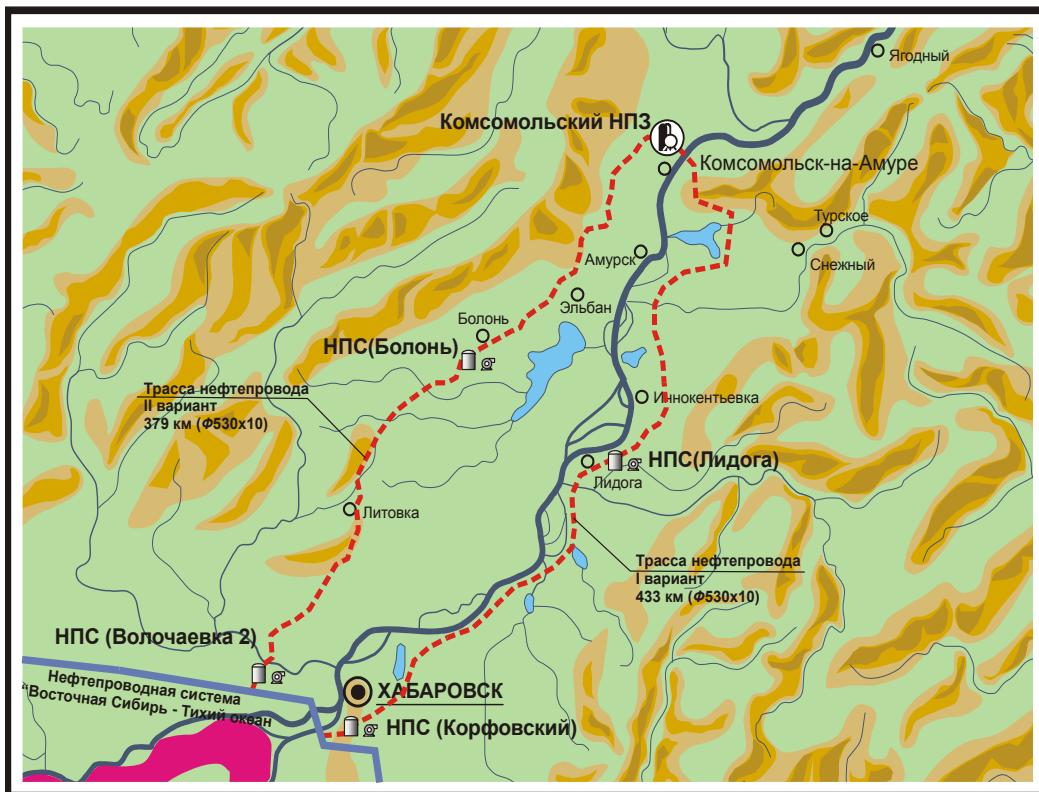 Ягодный
Комсомольский НПЗ
Комсомольск-на-Амуре
Турское
Снежный
Амурск
Эльбан
Болонь
НПС(Болонь)
Трасса нефтепровода
II вариант
379 км (Ф530х10)
Иннокентьевка
НПС(Лидога)
Лидога
Литовка
Трасса нефтепровода
I вариант
433 км (Ф530х10)
НПС (Волочаевка 2)
Нефтепроводная система
"Восточная Сибирь - Тихий океан
ХАБАРОВСК
НПС (Корфовский)